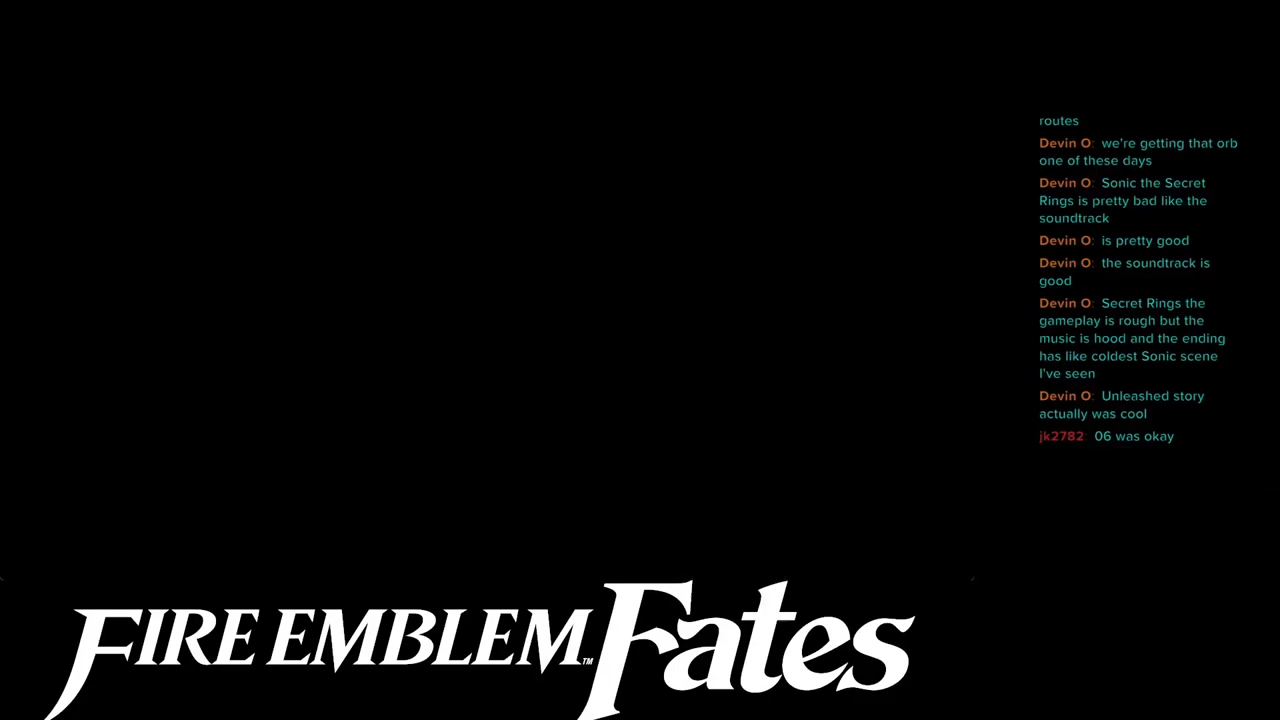 routes
Devin O: we're getting that orb
one of these days
Devin O: Sonic the Secret
Rings is pretty bad like the
soundtrack
Devin O: is pretty good
Devin O: the soundtrack is
good
Devin O: Secret Rings the
gameplay is rough but the
music is hood and the ending
has like coldest Sonic scene
I've seen
Devin O: Unleashed story
actually was cool
jk2782: 06 was okay
FIRE EMBLEM™ Fates